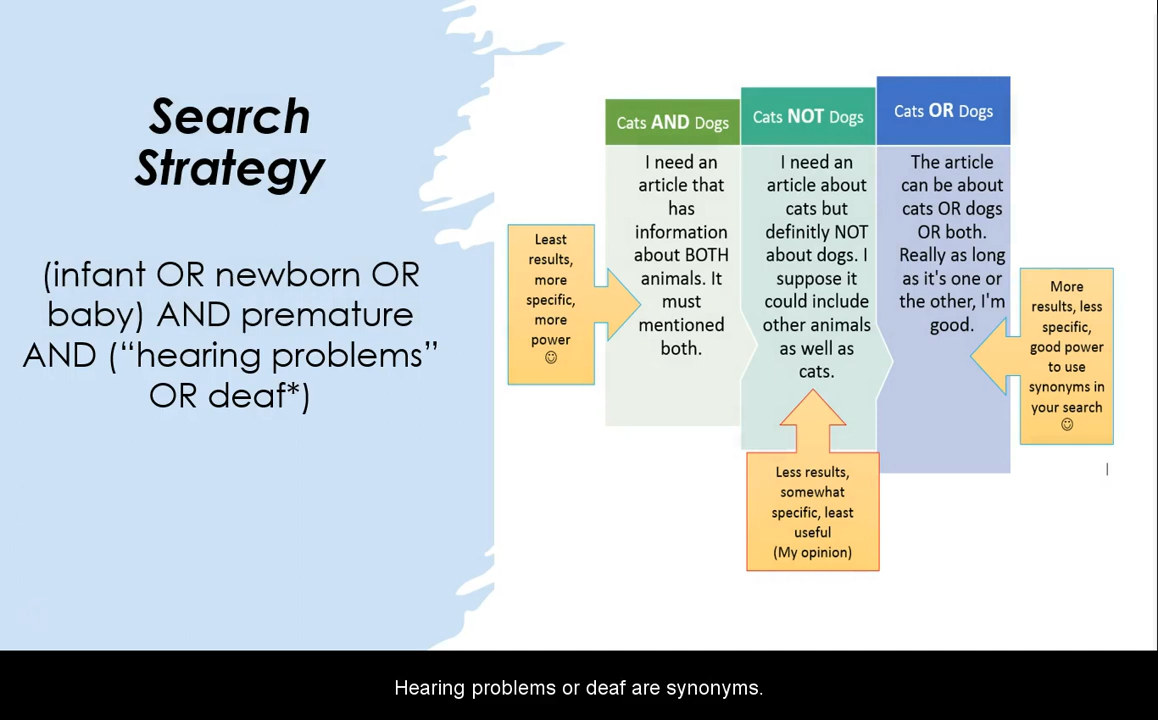 Search
Strategy
(infant OR newborn OR
baby) AND premature
AND (“hearing problems”
OR deaf*)
Least
results,
more
specific,
more
power
☺
Cats AND Dogs
I need an
article that
has
information
about BOTH
animals. It
must
mentioned
both.
Cats NOT Dogs
I need an
article about
cats but
definitly NOT
about dogs. I
suppose it
could include
other animals
as well as
cats.
Less results,
somewhat
specific, least
useful
(My opinion)
Cats OR Dogs
The article
can be about
cats OR dogs
OR both.
Really as long
as it's one or
the other, I'm
good.
More
results, less
specific,
good power
to use
synonyms in
your search
☺
Hearing problems or deaf are synonyms.